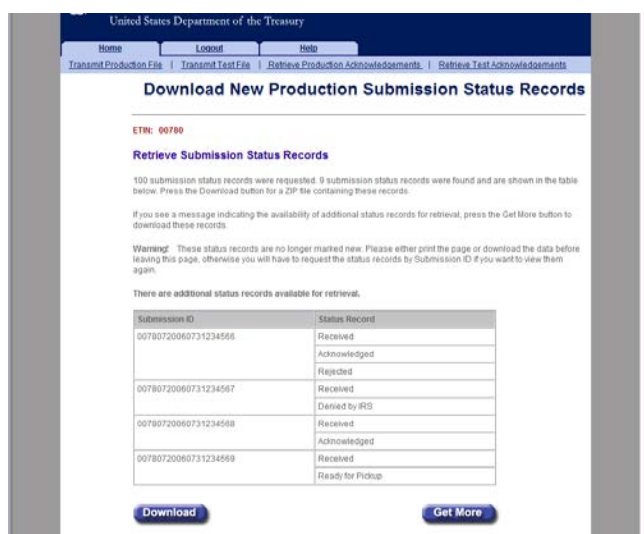 United States Department of the Treasury
Home Logout Help
Transmit Production File | Transmit Test File | Retrieve Production Acknowledgements | Retrieve Test Acknowledgements
Download New Production Submission Status Records
ETIN: 00780
Retrieve Submission Status Records
100 submission status records were requested. 9 submission status records were found and are shown in the table
below. Press the Download button for a ZIP file containing these records.
If you see a message indicating the availability of additional status records for retrieval, press the Get More button to
download these records.
Warning! These status records are no longer marked new. Please either print the page or download the data before
leaving this page, otherwise you will have to request the status records by Submission ID if you want to view them
again.
There are additional status records available for retrieval.
Submission ID Status Record
00780720060731234566 Received
Acknowledged
Rejected
00780720060731234567 Received
Denied by IRS
00780720060731234568 Received
Acknowledged
00780720060731234569 Received
Ready for Pickup
Download Get More